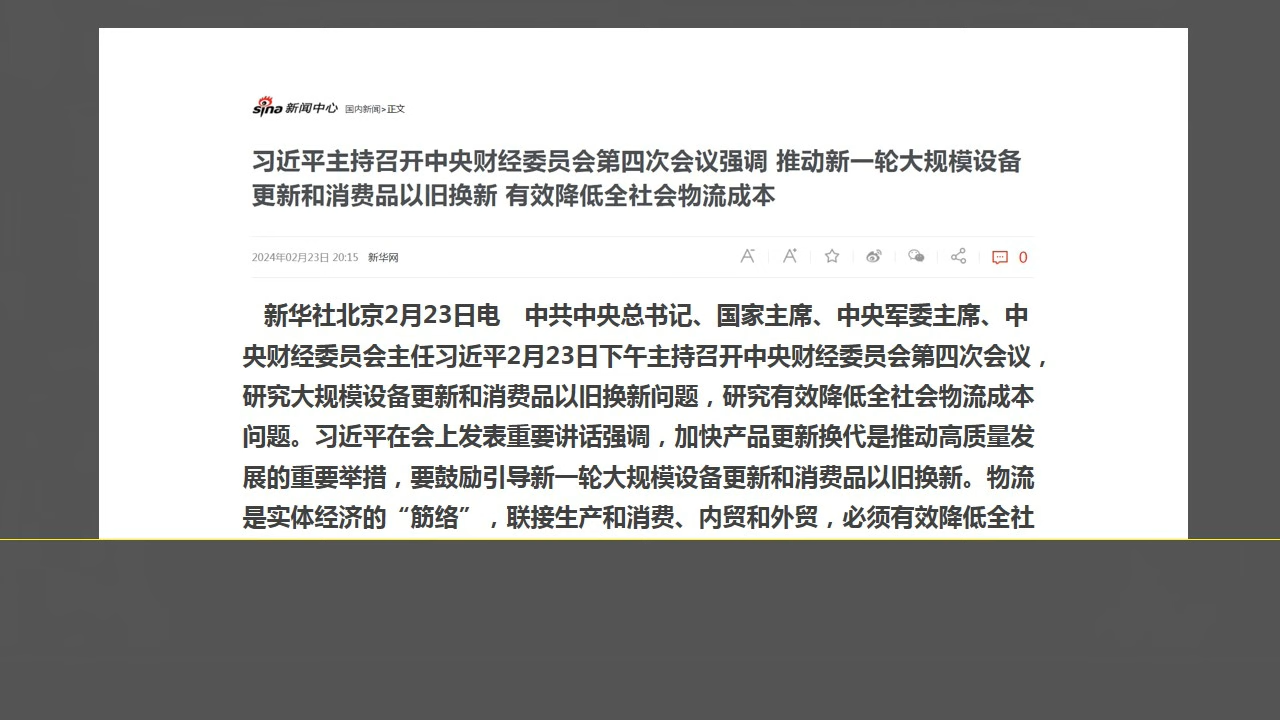 sina 新闻中心 国内新闻>正文
习近平主持召开中央财经委员会第四次会议强调 推动新一轮大规模设备
更新和消费品以旧换新 有效降低全社会物流成本
2024年02月23日 20:15 新华网 A- A+ 0
新华社北京2月23日电 中共中央总书记、国家主席、中央军委主席、中
央财经委员会主任习近平2月23日下午主持召开中央财经委员会第四次会议，
研究大规模设备更新和消费品以旧换新问题，研究有效降低全社会物流成本
问题。习近平在会上发表重要讲话强调，加快产品更新换代是推动高质量发
展的重要举措，要鼓励引导新一轮大规模设备更新和消费品以旧换新。物流
是实体经济的“筋络”，联接生产和消费、内贸和外贸，必须有效降低全社